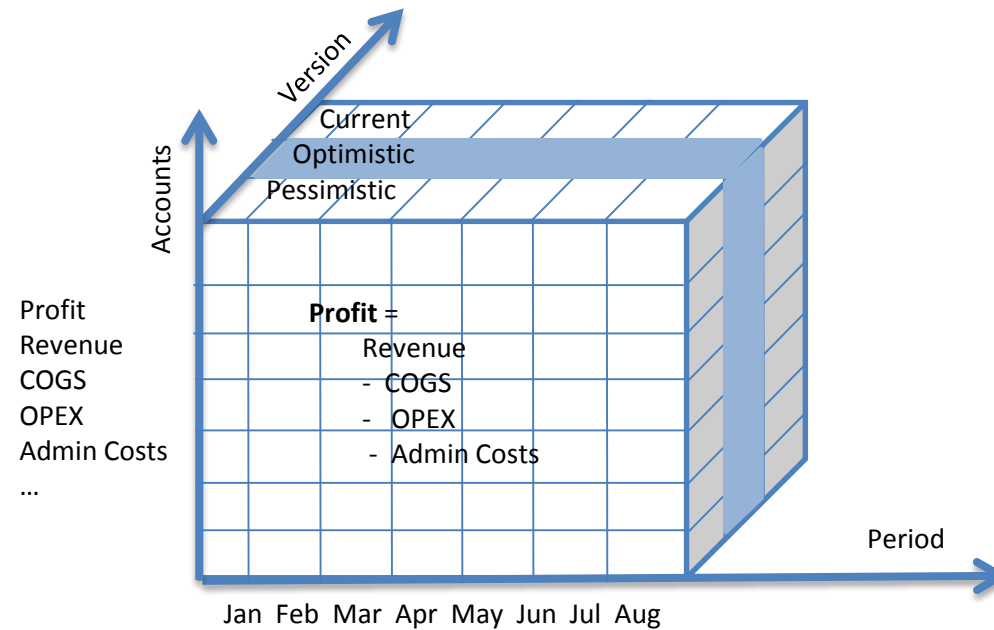 Version
Current
Optimistic
Pessimistic
Accounts
Profit
Revenue
COGS
OPEX
Admin Costs
...
Profit =
Revenue
- COGS
- OPEX
- Admin Costs
Period
Jan Feb Mar Apr May Jun Jul Aug